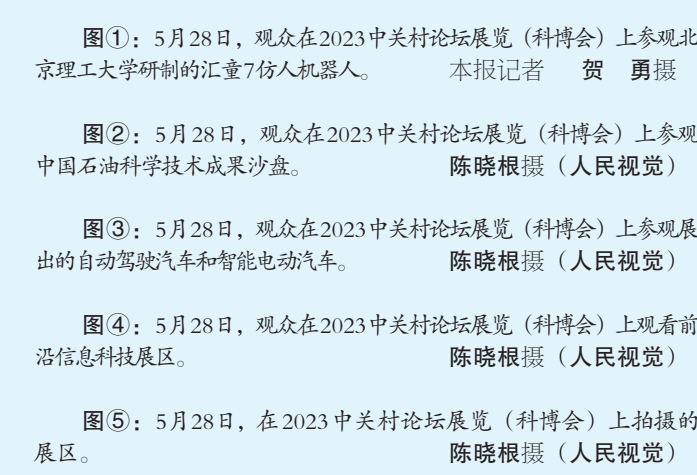 图①：5月28日，观众在2023中关村论坛展览（科博会）上参观北
京理工大学研制的汇童7仿人机器人。 本报记者 贺 勇摄
图②：5月28日，观众在2023中关村论坛展览（科博会）上参观
中国石油科学技术成果沙盘。 陈晓根摄（人民视觉）
图③：5月28日，观众在2023中关村论坛展览（科博会）上参观展
出的自动驾驶汽车和智能电动汽车。 陈晓根摄（人民视觉）
图④：5月28日，观众在2023中关村论坛展览（科博会）上观看前
沿信息科技展区。 陈晓根摄（人民视觉）
图⑤：5月28日，在2023中关村论坛展览（科博会）上拍摄的
展区。 陈晓根摄（人民视觉）